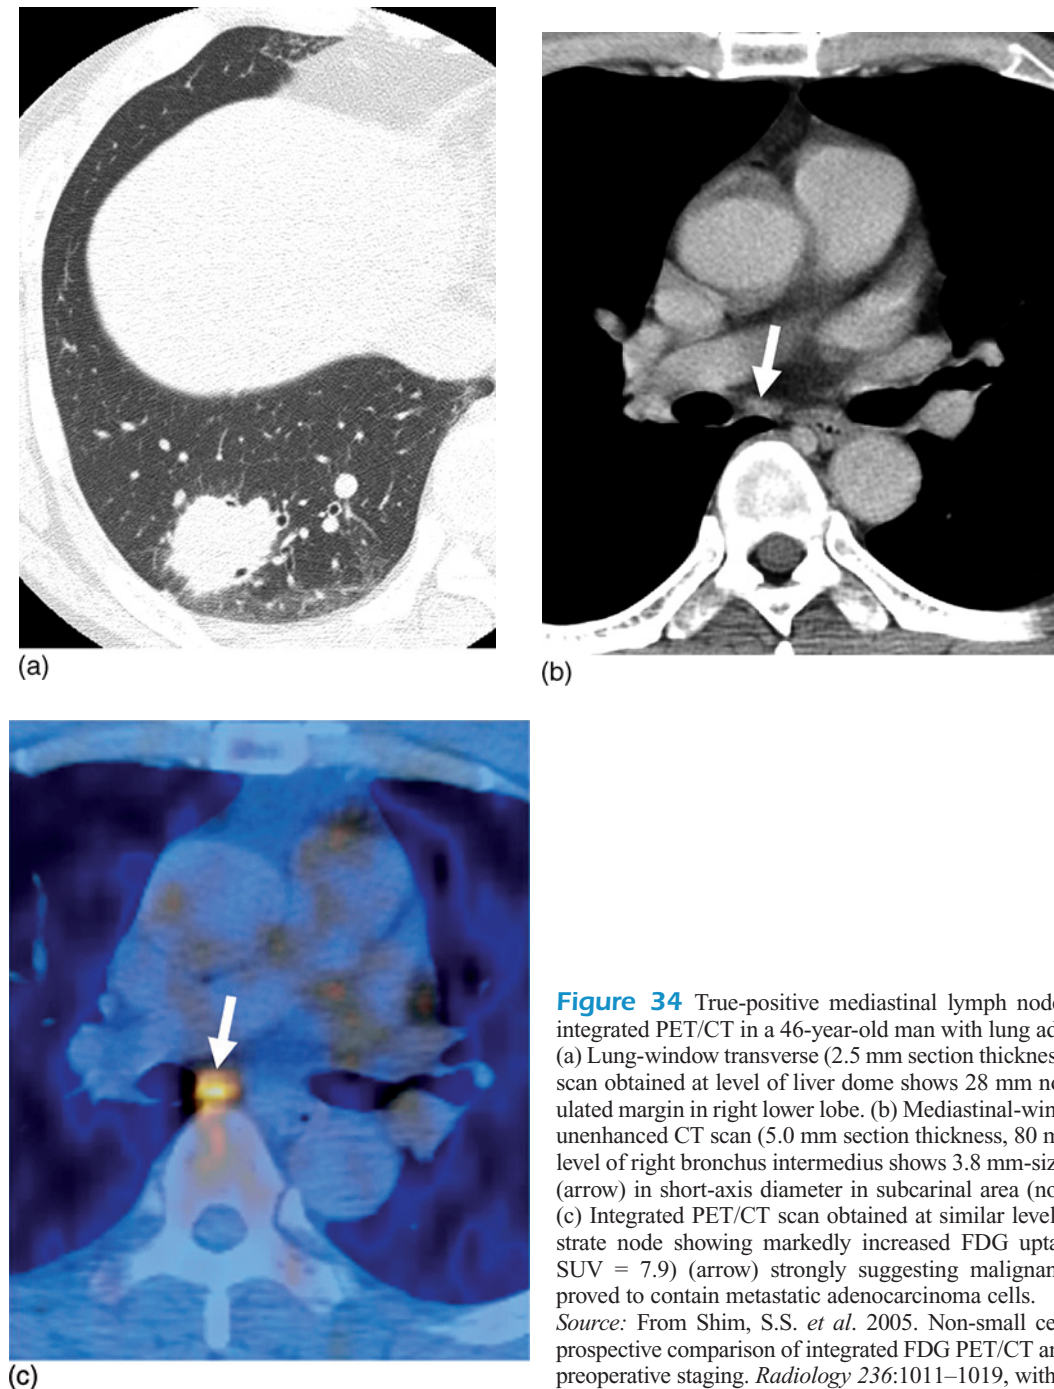 (a)
(b)
(c)
Figure 34 True-positive mediastinal lymph node
integrated PET/CT in a 46-year-old man with lung ad
(a) Lung-window transverse (2.5 mm section thicknes
scan obtained at level of liver dome shows 28 mm no
ulated margin in right lower lobe. (b) Mediastinal-win
unenhanced CT scan (5.0 mm section thickness, 80 m
level of right bronchus intermedius shows 3.8 mm-siz
(arrow) in short-axis diameter in subcarinal area (no
(c) Integrated PET/CT scan obtained at similar level
strate node showing markedly increased FDG upta
SUV = 7.9) (arrow) strongly suggesting malignan
proved to contain metastatic adenocarcinoma cells.
Source: From Shim, S.S. et al. 2005. Non-small ce
prospective comparison of integrated FDG PET/CT an
preoperative staging. Radiology 236:1011–1019, with